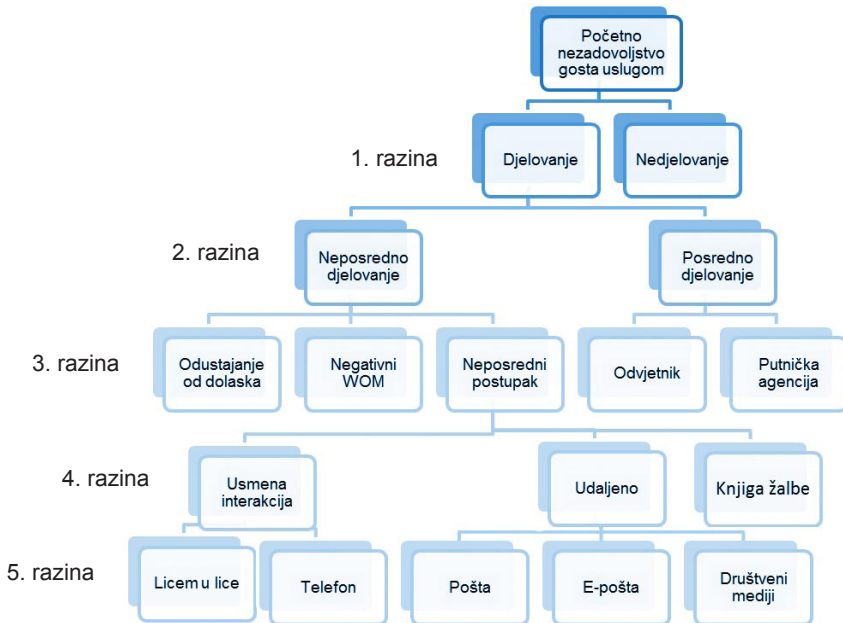 Početno
nezadovoljstvo
gosta uslugom
1. razina
Djelovanje
Nedjelovanje
2. razina
Neposredno
djelovanje
Posredno
djelovanje
3. razina
Odustajanje
od dolaska
Negativni
WOM
Neposredni
postupak
Odvjetnik
Putnička
agencija
4. razina
Usmena
interakcija
Udaljeno
Knjiga žalbe
5. razina
Licem u lice
Telefon
Pošta
E-pošta
Društveni
mediji